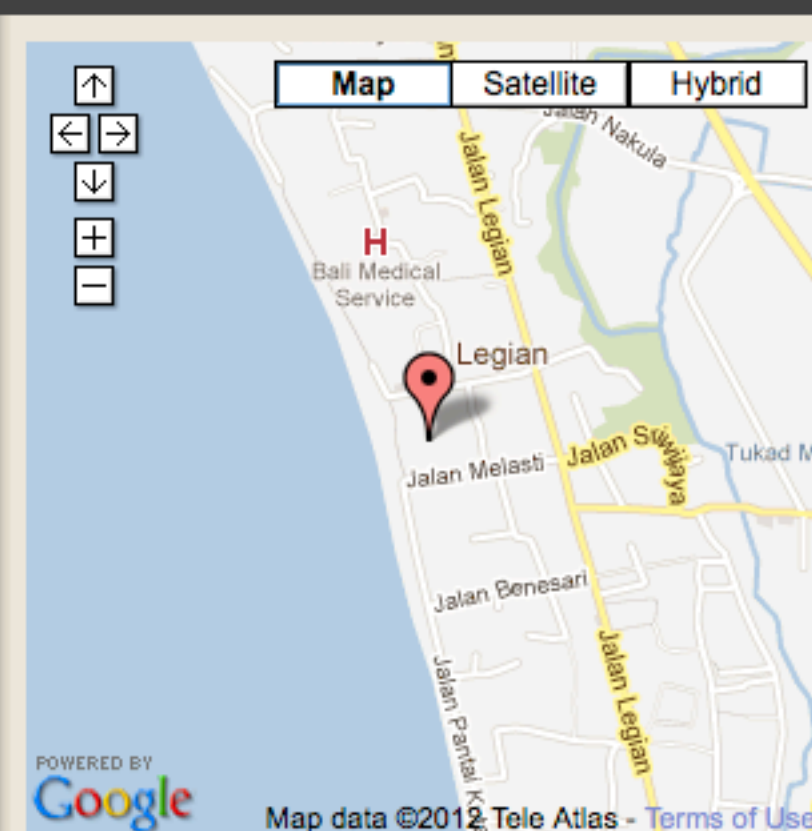 Map
Satellite
Hybrid
Jalan Nakula
Jalan Legian
H
Bali Medical
Service
Legian
Jalan
Tukad M
Jalan Melasti
Jalan Benesari
Jalan Legian
Jalan Pantai
POWERED BY
Google
Map data ©2012 Tele Atlas - Terms of Use